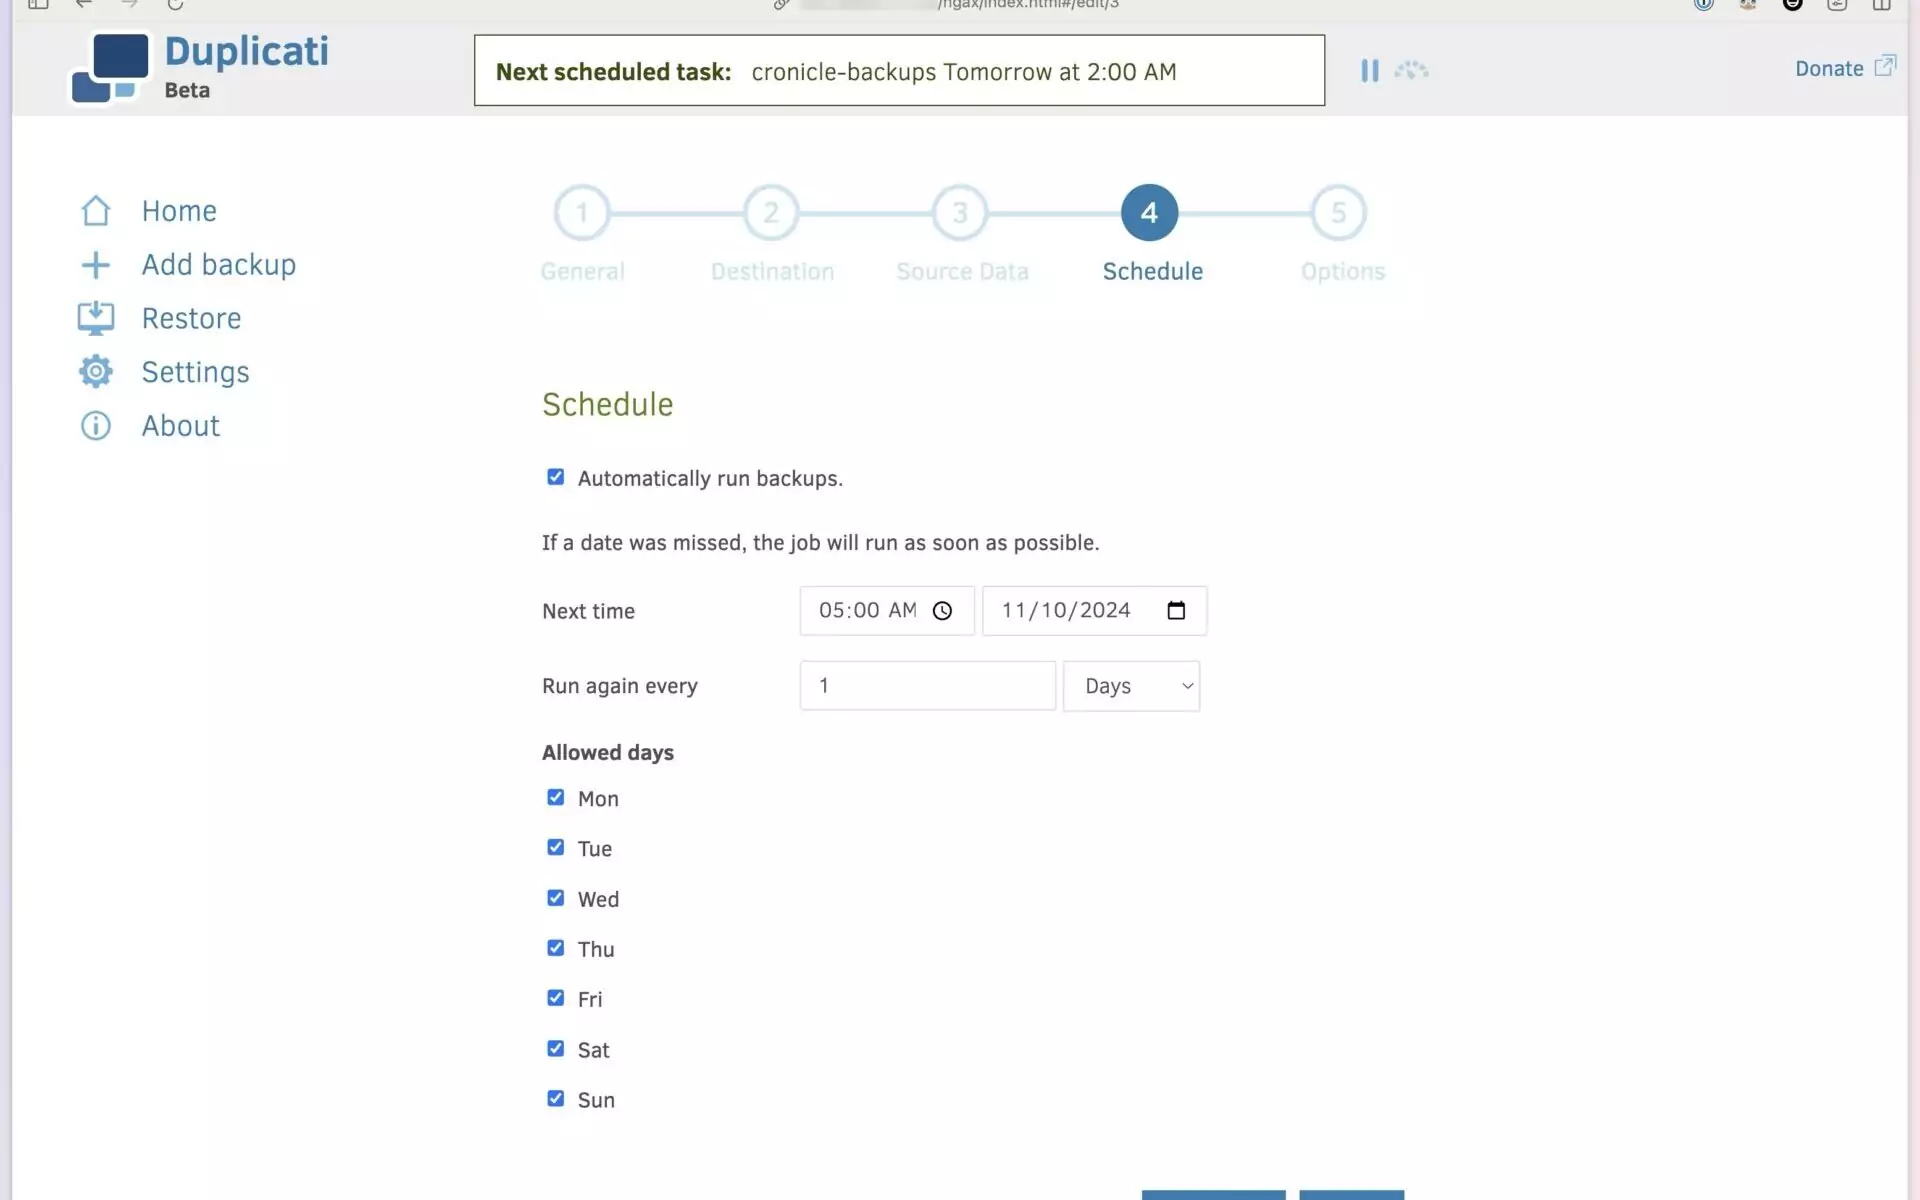 /ngax/index.html#/edit/3
Duplicati
Beta
Next scheduled task: cronicle-backups Tomorrow at 2:00 AM
Donate
Home
Add backup
Restore
Settings
About
1 2 3 4 5
General Destination Source Data Schedule Options
Schedule
Automatically run backups.
If a date was missed, the job will run as soon as possible.
Next time 05:00 AM 11/10/2024
Run again every 1 Days
Allowed days
Mon
Tue
Wed
Thu
Fri
Sat
Sun